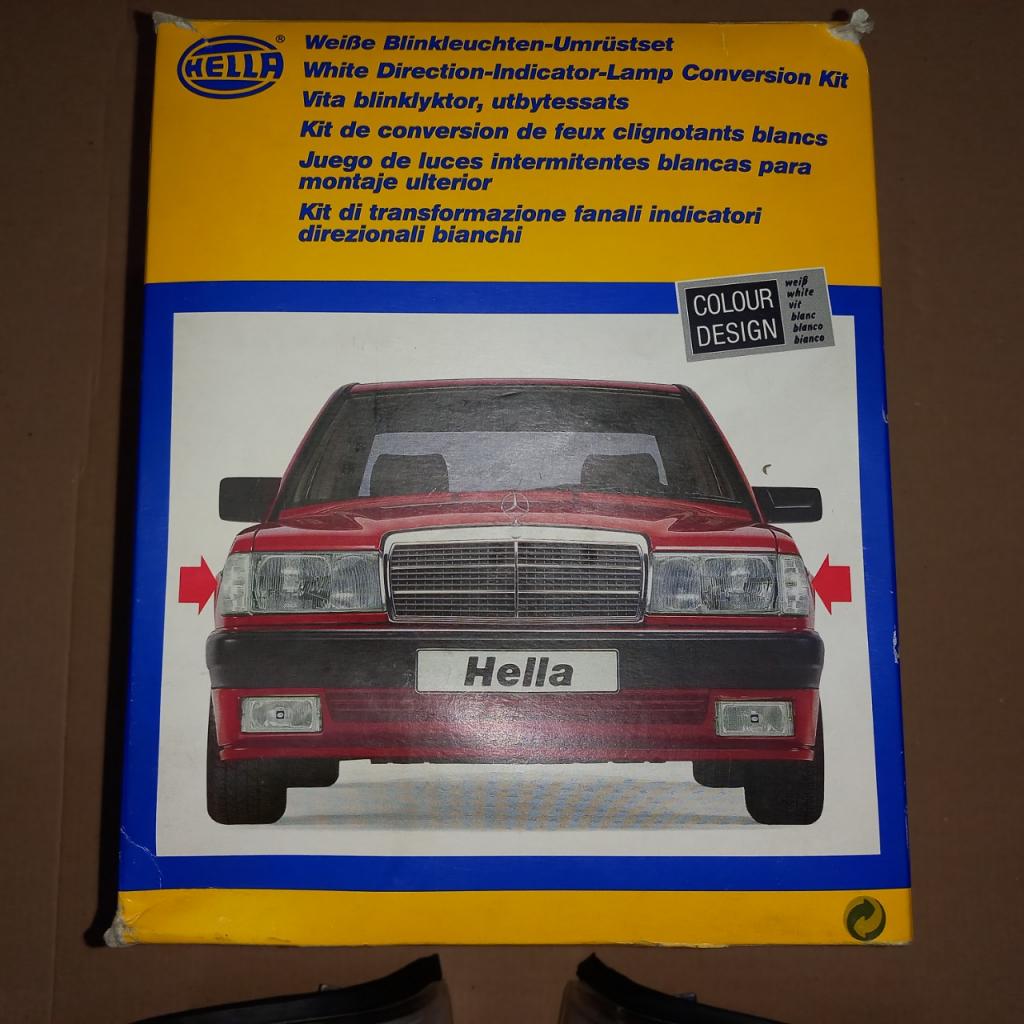 HELLA ®
Weiße Blinkleuchten-Umrüstset
White Direction-Indicator-Lamp Conversion Kit
Vita blinklyktor, utbytessats
Kit de conversion de feux clignotants blancs
Juego de luces intermitentes blancas para
montaje ulterior
Kit di transformazione fanali indicatori
direzionali bianchi
COLOUR
DESIGN
weiß
white
vit
blanc
blanco
bianco
Hella